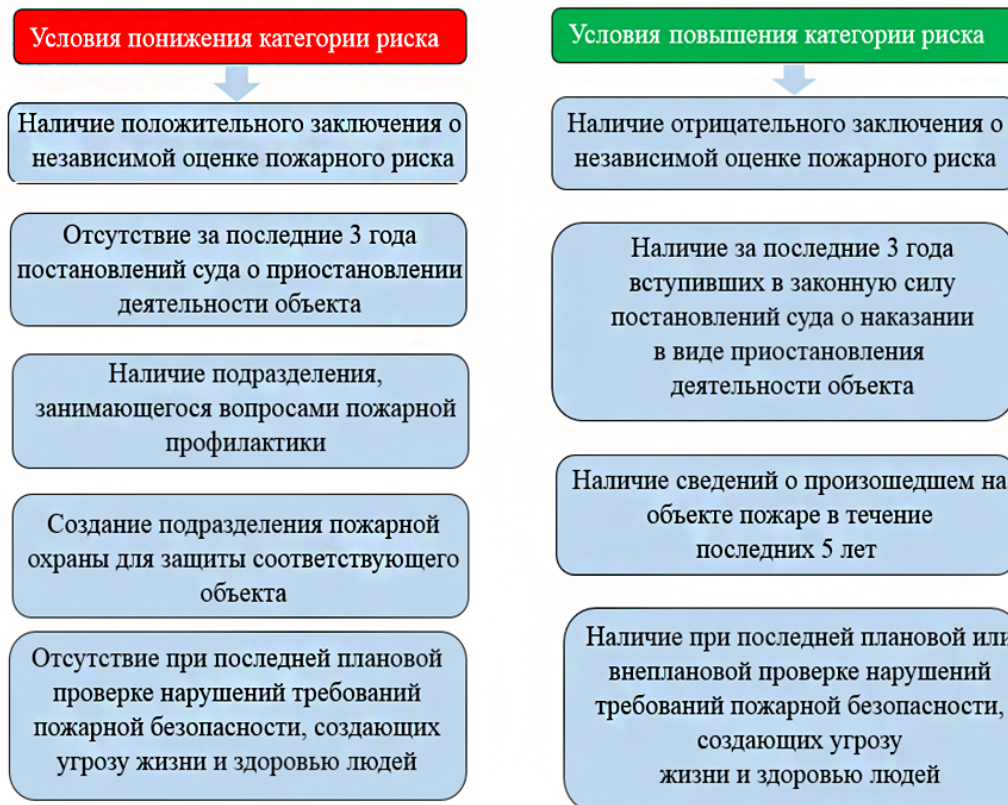 Условия понижения категории риска
Наличие положительного заключения о
независимой оценке пожарного риска
Отсутствие за последние 3 года
постановлений суда о приостановлении
деятельности объекта
Наличие подразделения,
занимающегося вопросами пожарной
профилактики
Создание подразделения пожарной
охраны для защиты соответствующего
объекта
Отсутствие при последней плановой
проверке нарушений требований
пожарной безопасности, создающих
угрозу жизни и здоровью людей
Условия повышения категории риска
Наличие отрицательного заключения о
независимой оценке пожарного риска
Наличие за последние 3 года
вступивших в законную силу
постановлений суда о наказании
в виде приостановления
деятельности объекта
Наличие сведений о произошедшем на
объекте пожаре в течение
последних 5 лет
Наличие при последней плановой или
внеплановой проверке нарушений
требований пожарной безопасности,
создающих угрозу
жизни и здоровью людей